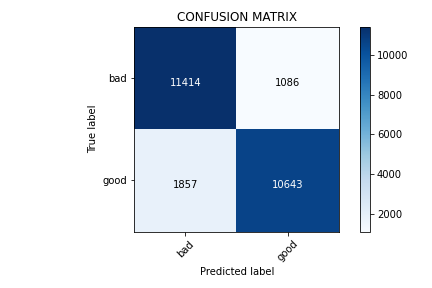 CONFUSION MATRIX
bad
11414
1086
good
1857
10643
bad
good
True label
Predicted label
10000
8000
6000
4000
2000